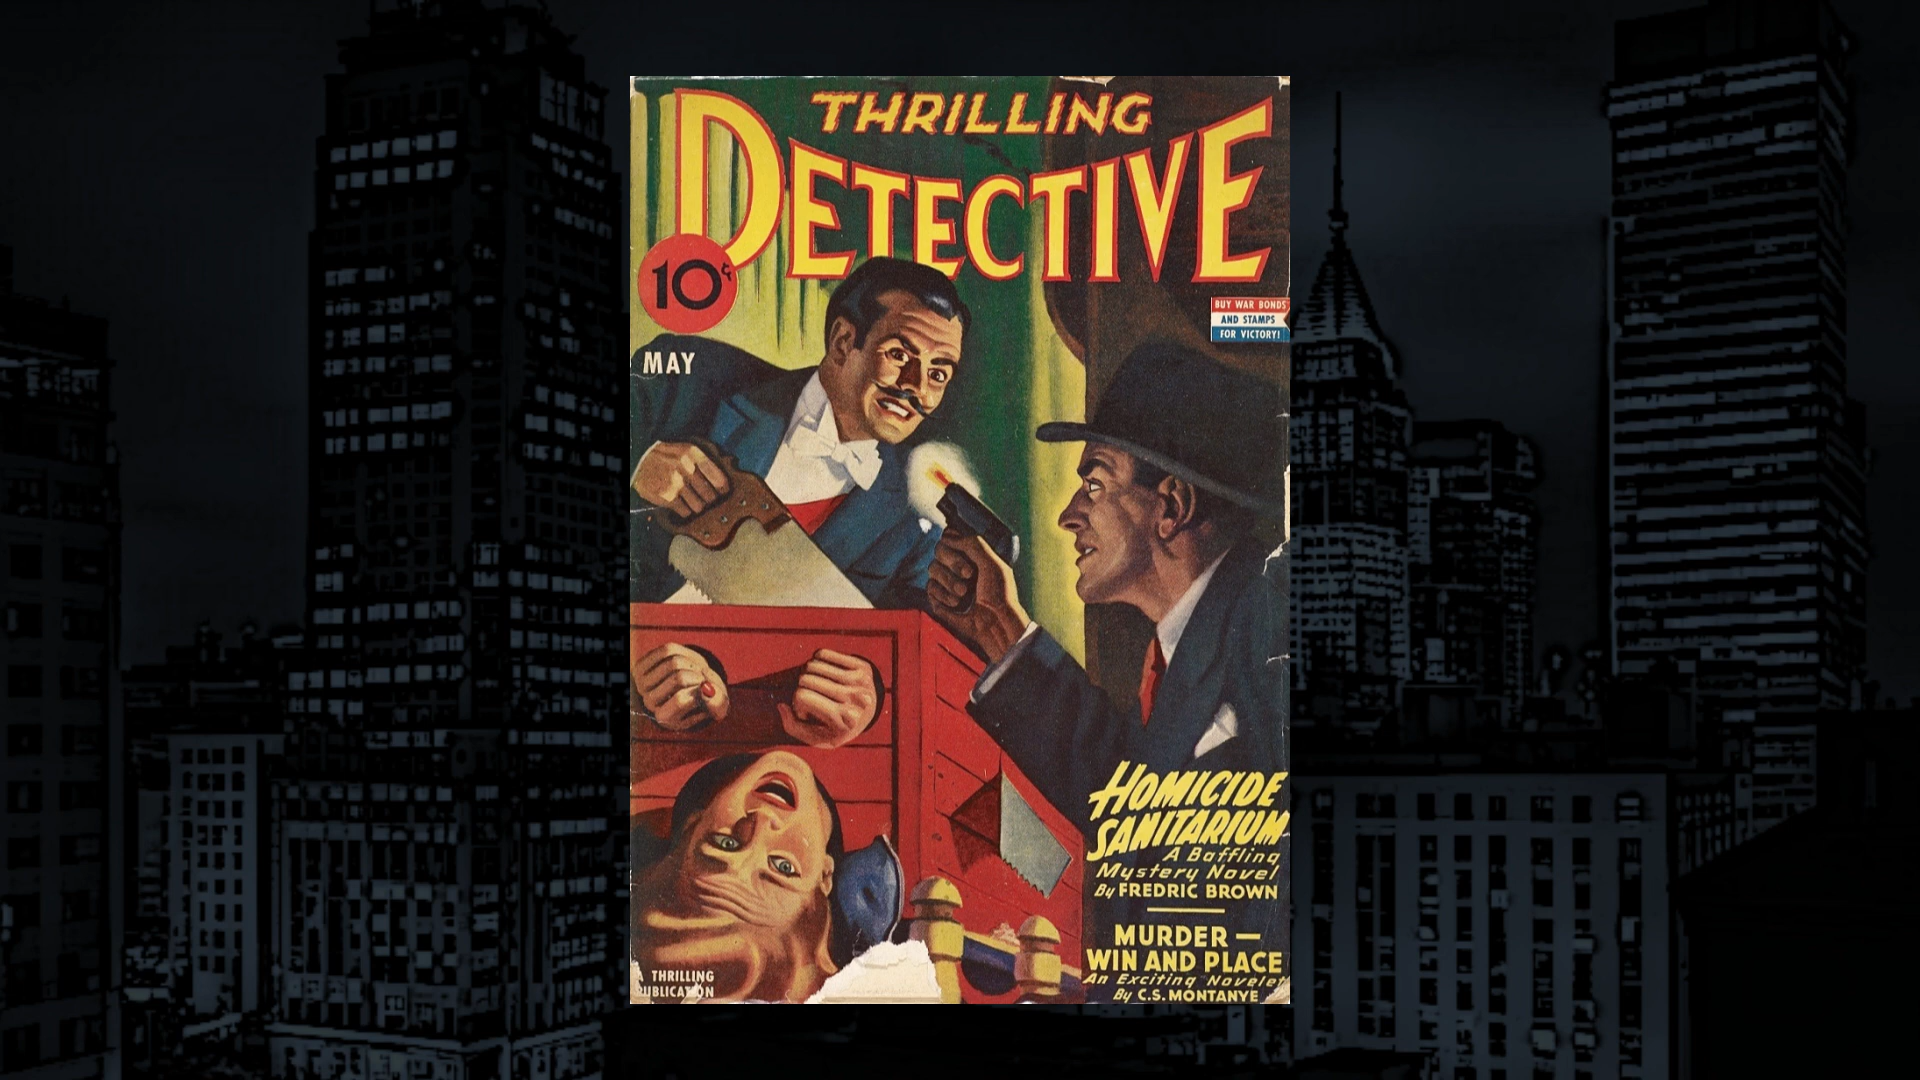 THRILLING
DETECTIVE
10¢
BUY WAR BONDS
AND STAMPS
FOR VICTORY!
MAY
HOMICIDE
SANITARIUM
A Baffling
Mystery Novel
By FREDRIC BROWN
MURDER —
WIN AND PLACE
An Exciting Novelet
By C.S. MONTANYE
A THRILLING
PUBLICATION